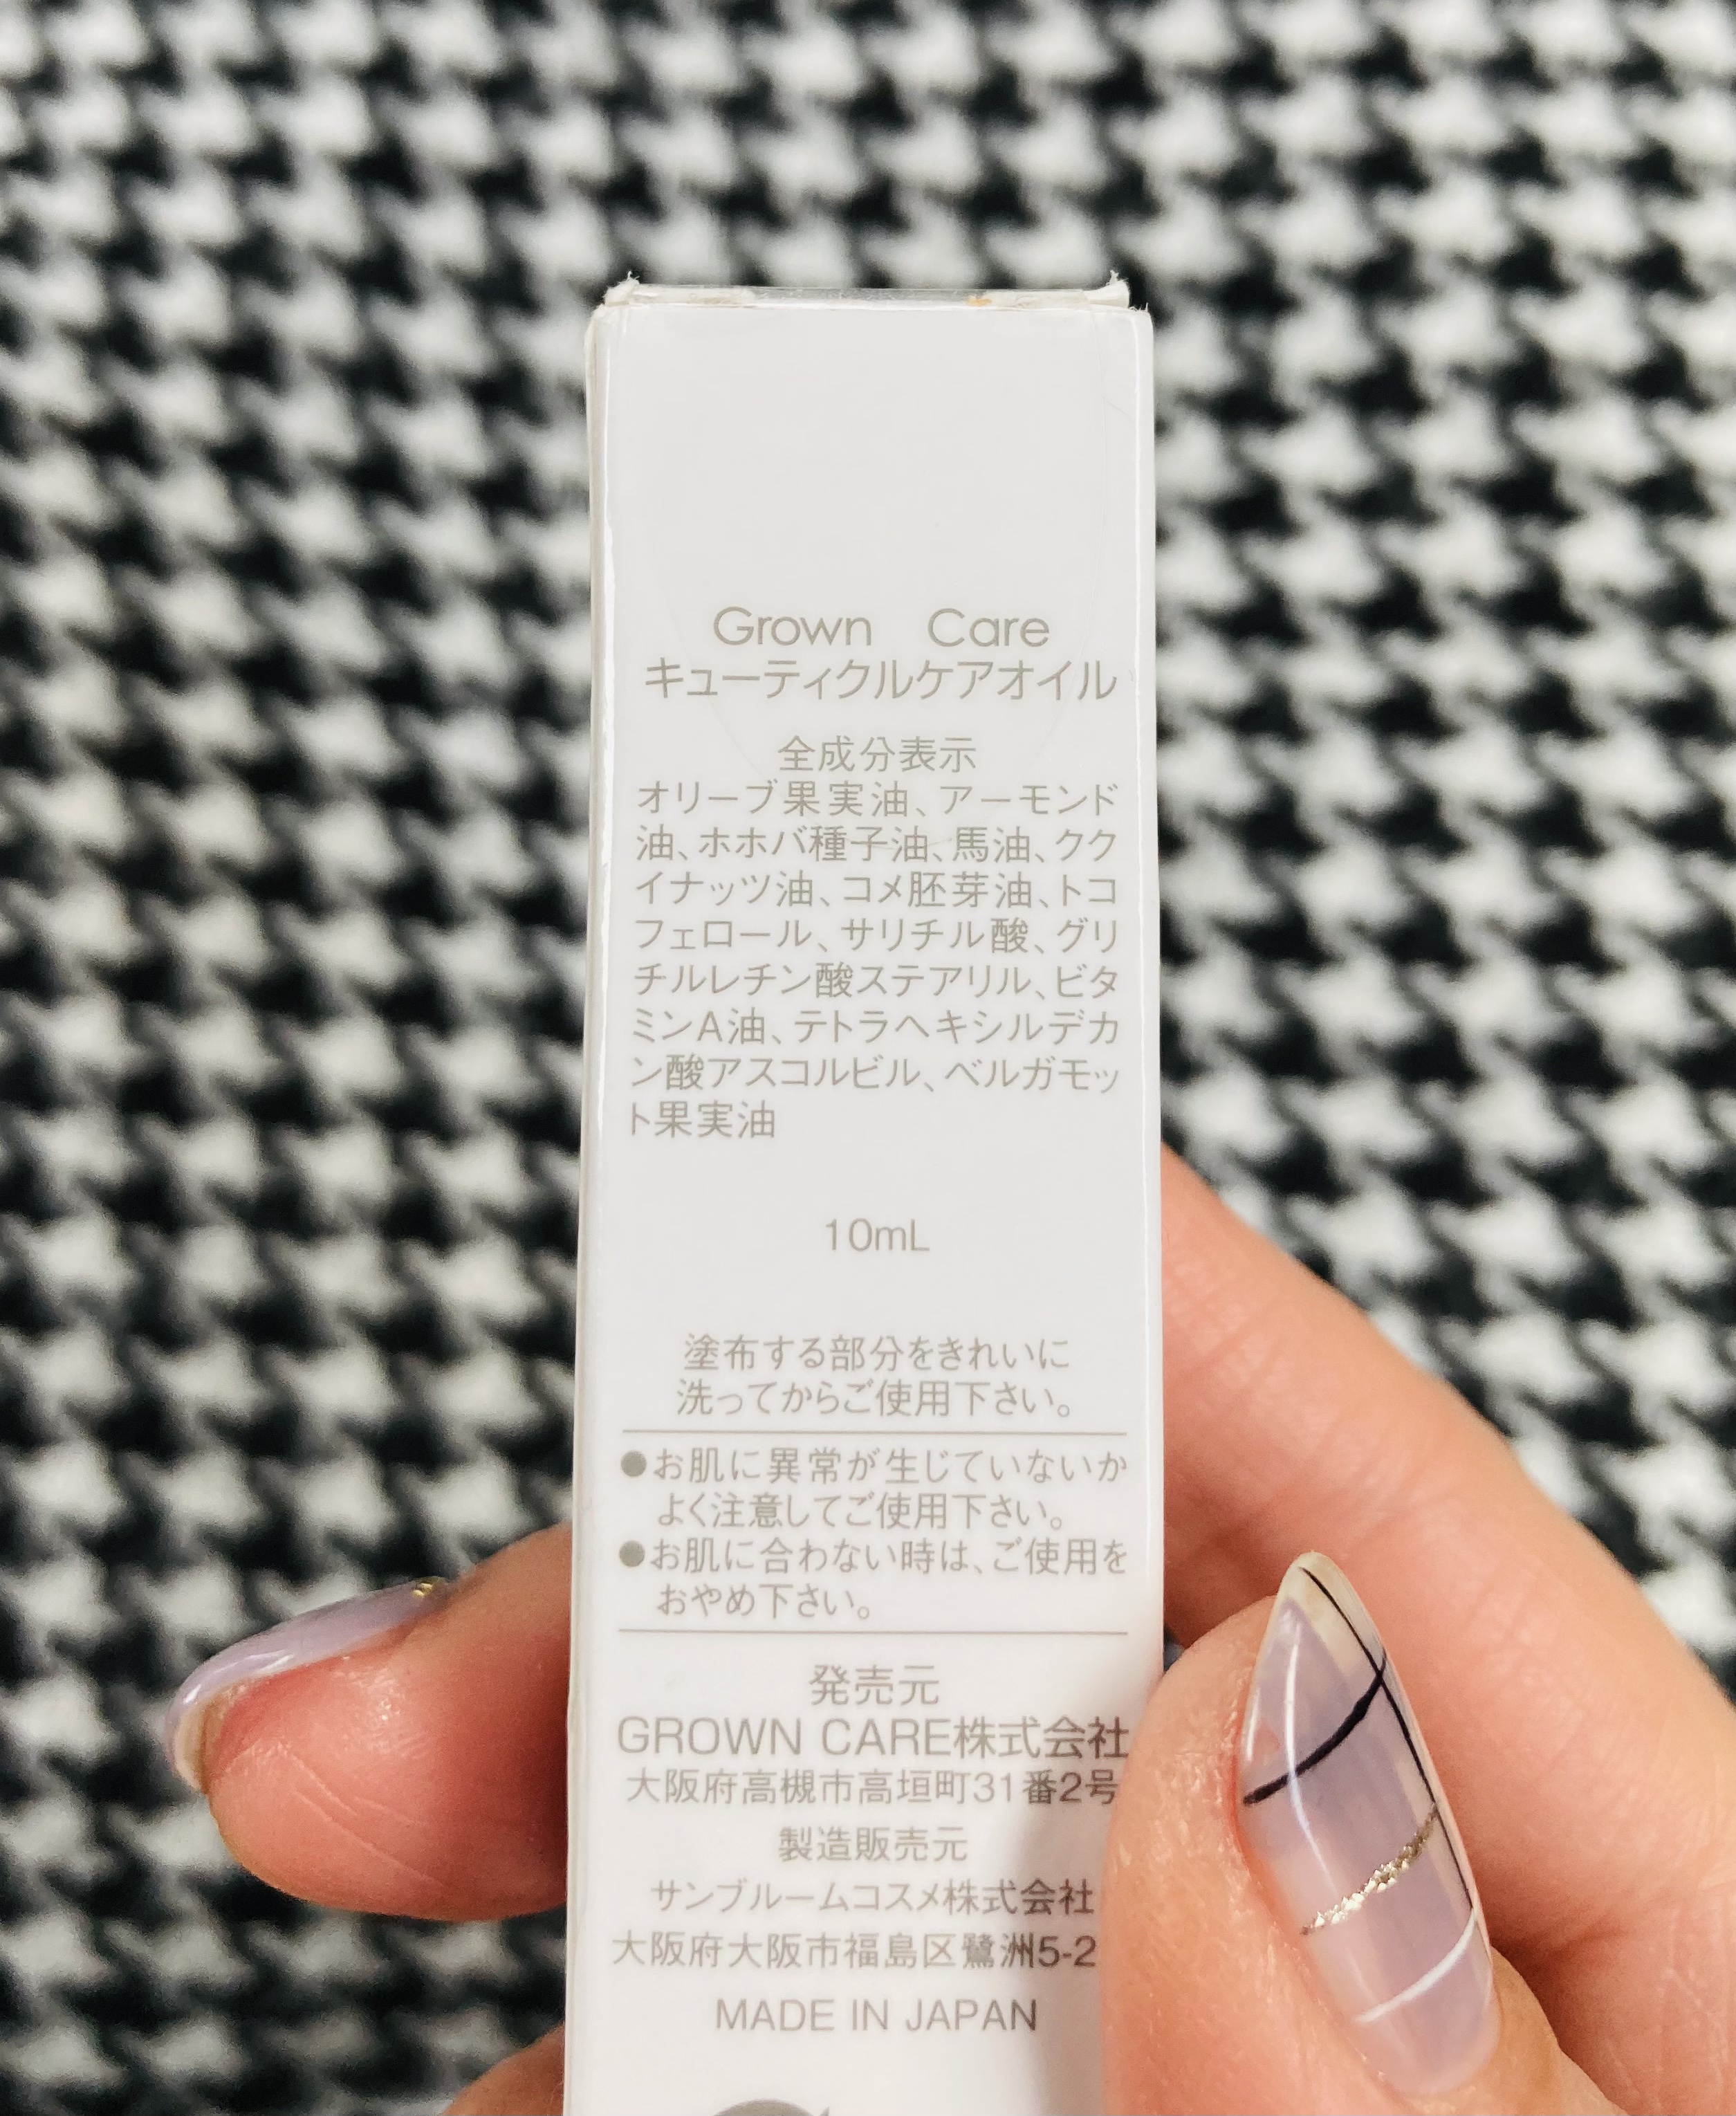 Grown Care
キューティクルケアオイル
全成分表示
オリーブ果実油、アーモンド
油、ホホバ種子油、馬油、クク
イナッツ油、コメ胚芽油、トコ
フェロール、サリチル酸、グリ
チルレチン酸ステアリル、ビタ
ミンA油、テトラヘキシルデカ
ン酸アスコルビル、ベルガモッ
ト果実油
10mL
塗布する部分をきれいに
洗ってからご使用下さい。
●お肌に異常が生じていないか
よく注意してご使用下さい。
●お肌に合わない時は、ご使用を
おやめ下さい。
発売元
GROWN CARE株式会社
大阪府高槻市高垣町31番2号
製造販売元
サンブルームコスメ株式会社
大阪府大阪市福島区鷺洲5-2
MADE IN JAPAN